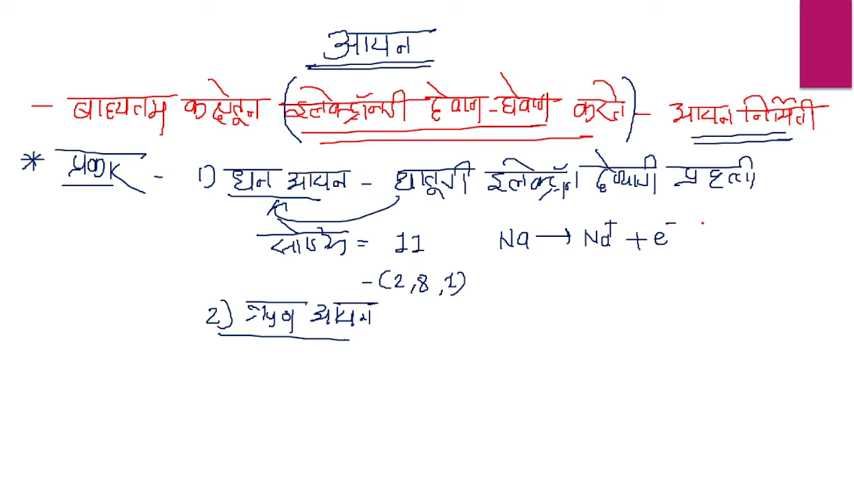 आयन
- बाह्यतम कक्षेतून (इलेक्ट्रॉनची देवाण-घेवाण करते) - आयन निर्मिती
* प्रकार - 1) धन आयन - धातूची इलेक्ट्रॉन देण्याची प्रवृत्ती
= 11 Na → Na⁺ + e⁻
- (2, 8, 1)
2) ऋण आयन